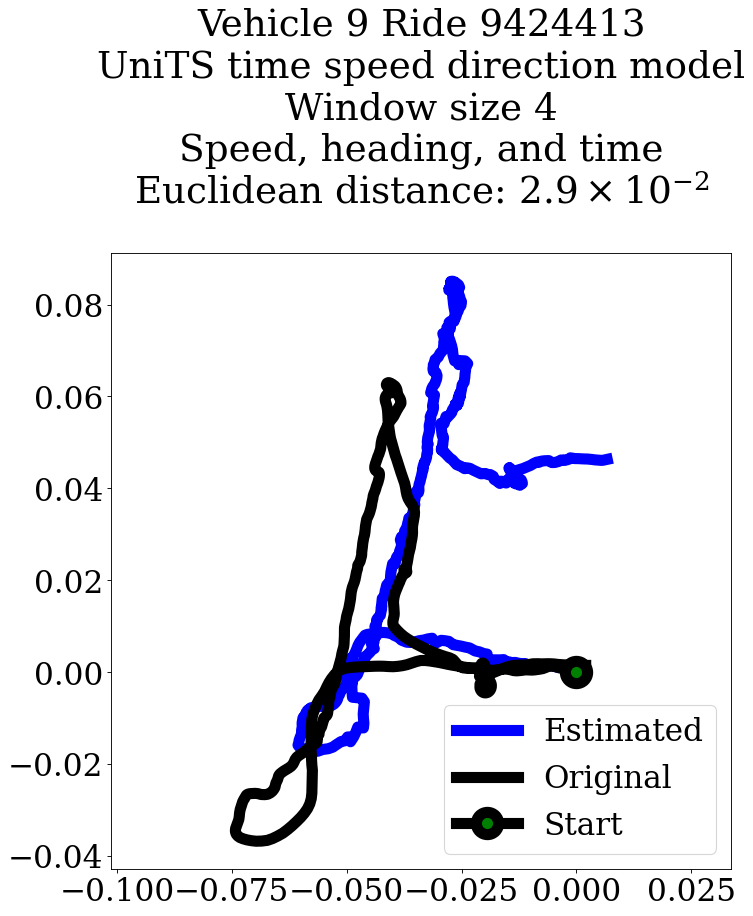 Vehicle 9 Ride 9424413
UniTS time speed direction model
Window size 4
Speed, heading, and time
Euclidean distance: 2.9 × 10⁻²
0.08
0.06
0.04
0.02
0.00
−0.02
−0.04
Estimated
Original
Start
−0.100 −0.075 −0.050 −0.025 0.000 0.025